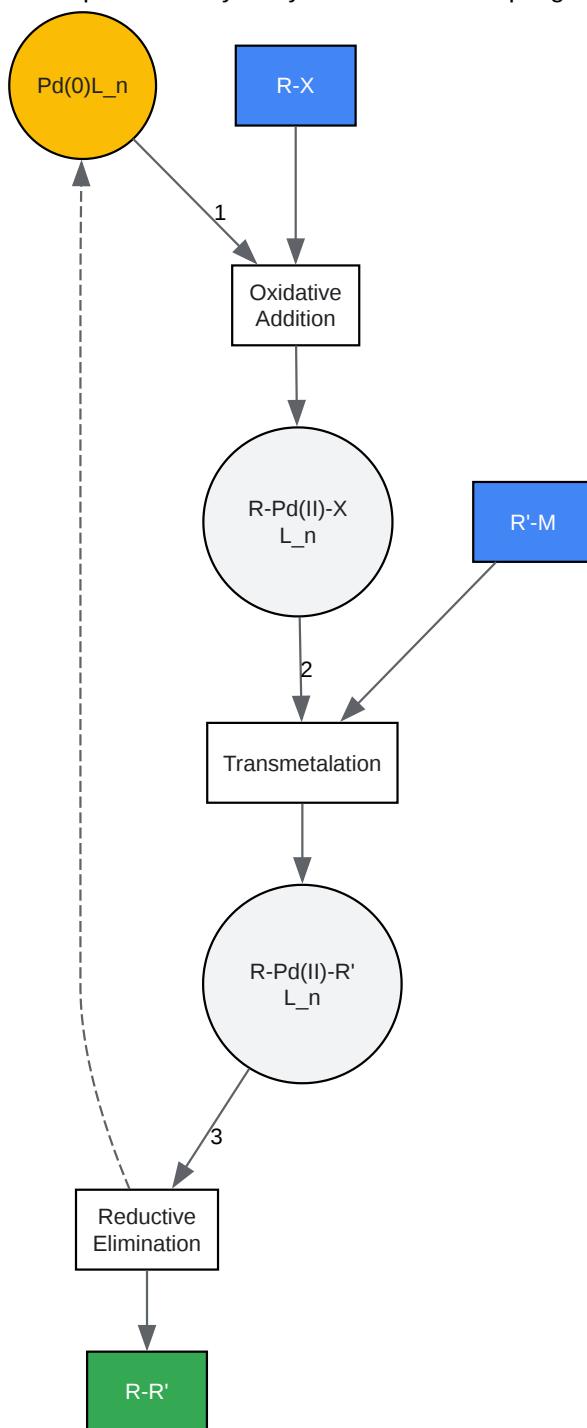 Pd(0)L_n
R-X
1
Oxidative
Addition
R-Pd(II)-X
L_n
R'-M
2
Transmetalation
R-Pd(II)-R'
L_n
3
Reductive
Elimination
R-R'